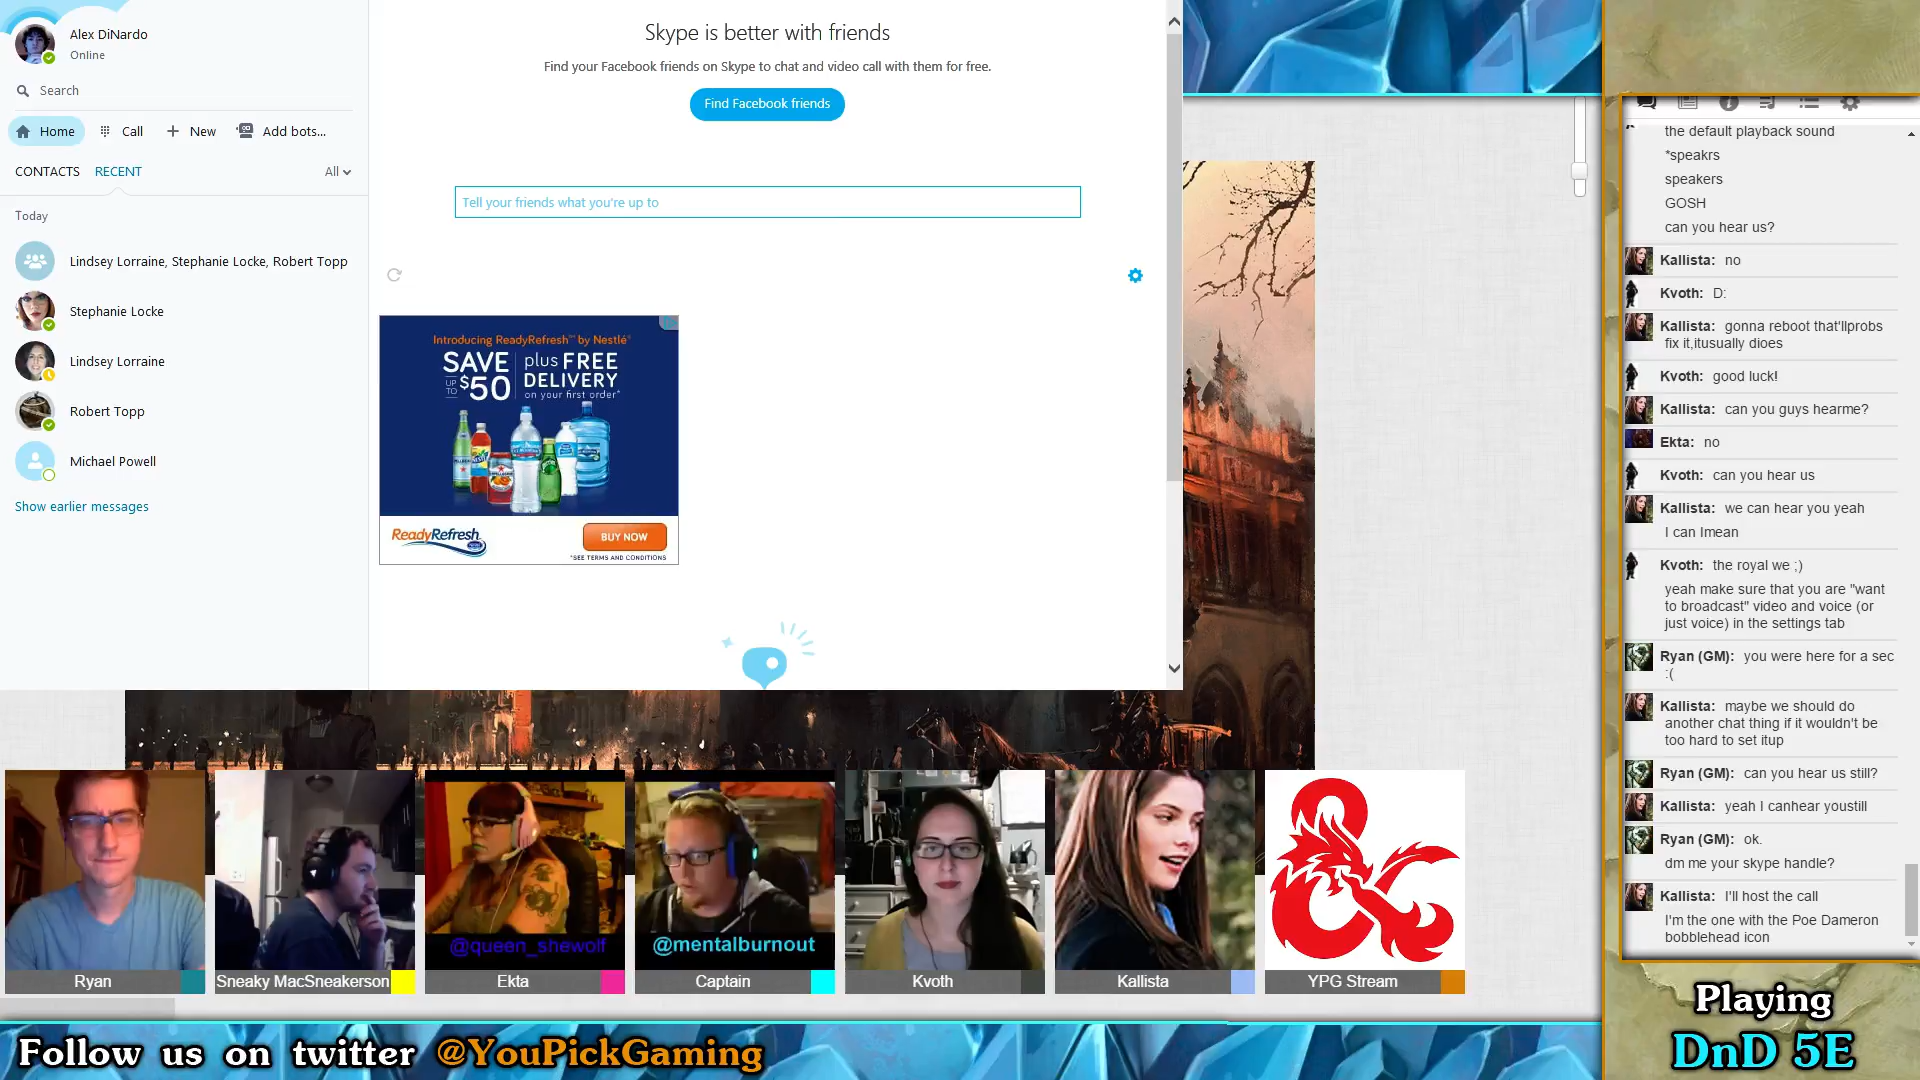 Alex DiNardo
Online
Search
Home
Call
New
Add bots...
CONTACTS
RECENT
All
Today
Lindsey Lorraine, Stephanie Locke, Robert Topp
Stephanie Locke
Lindsey Lorraine
Robert Topp
Michael Powell
Show earlier messages
Skype is better with friends
Find your Facebook friends on Skype to chat and video call with them for free.
Find Facebook friends
Tell your friends what you're up to
Introducing ReadyRefresh™ by Nestlé®
SAVE UP TO $50
plus FREE
DELIVERY
on your first order*
ReadyRefresh
BUY NOW
*SEE TERMS AND CONDITIONS
the default playback sound
*speakrs
speakers
GOSH
can you hear us?
Kallista: no
Kvoth: D:
Kallista: gonna reboot that'llprobs
fix it,itusually dioes
Kvoth: good luck!
Kallista: can you guys hearme?
Ekta: no
Kvoth: can you hear us
Kallista: we can hear you yeah
I can Imean
Kvoth: the royal we ;)
yeah make sure that you are "want
to broadcast" video and voice (or
just voice) in the settings tab
Ryan (GM): you were here for a sec
:(
Kallista: maybe we should do
another chat thing if it wouldn't be
too hard to set itup
Ryan (GM): can you hear us still?
Kallista: yeah I canhear youstill
Ryan (GM): ok.
dm me your skype handle?
Kallista: I'll host the call
I'm the one with the Poe Dameron
bobblehead icon
@queen_shewolf
@mentalburnout
Ryan
Sneaky MacSneakerson
Ekta
Captain
Kvoth
Kallista
YPG Stream
Follow us on twitter @YouPickGaming
Playing
DnD 5E